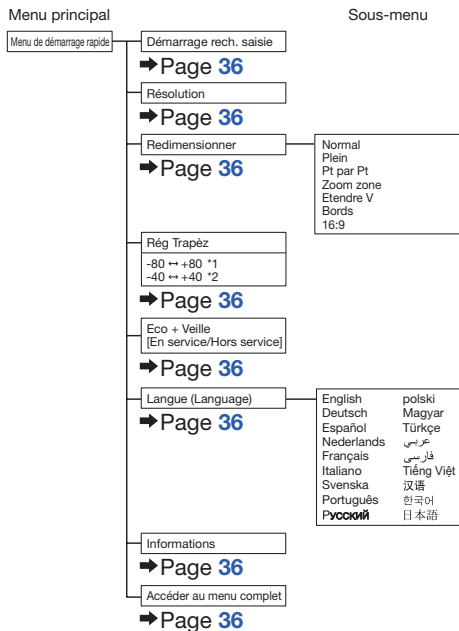 Menu principal
Sous-menu
Menu de démarrage rapide
Démarrage rech. saisie
➡Page 36
Résolution
➡Page 36
Redimensionner
➡Page 36
Normal
Plein
Pt par Pt
Zoom zone
Etendre V
Bords
16:9
Rég Trapèz
-80 ↔ +80 *1
-40 ↔ +40 *2
➡Page 36
Eco + Veille
[En service/Hors service]
➡Page 36
Langue (Language)
➡Page 36
English polski
Deutsch Magyar
Español Türkçe
Nederlands عربي
Français فارسی
Italiano Tiếng Việt
Svenska 汉语
Português 한국어
Русский 日本語
Informations
➡Page 36
Accéder au menu complet
➡Page 36